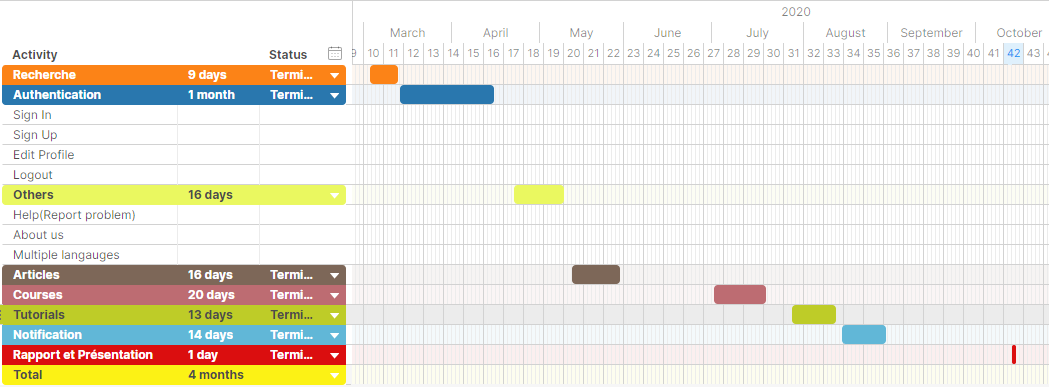 2020
March April May June July August September October
9 10 11 12 13 14 15 16 17 18 19 20 21 22 23 24 25 26 27 28 29 30 31 32 33 34 35 36 37 38 39 40 41 42 43 44
Activity Status
Recherche 9 days Termi...
Authentication 1 month Termi...
Sign In
Sign Up
Edit Profile
Logout
Others 16 days
Help(Report problem)
About us
Multiple langauges
Articles 16 days Termi...
Courses 20 days Termi...
Tutorials 13 days Termi...
Notification 14 days Termi...
Rapport et Présentation 1 day Termi...
Total 4 months